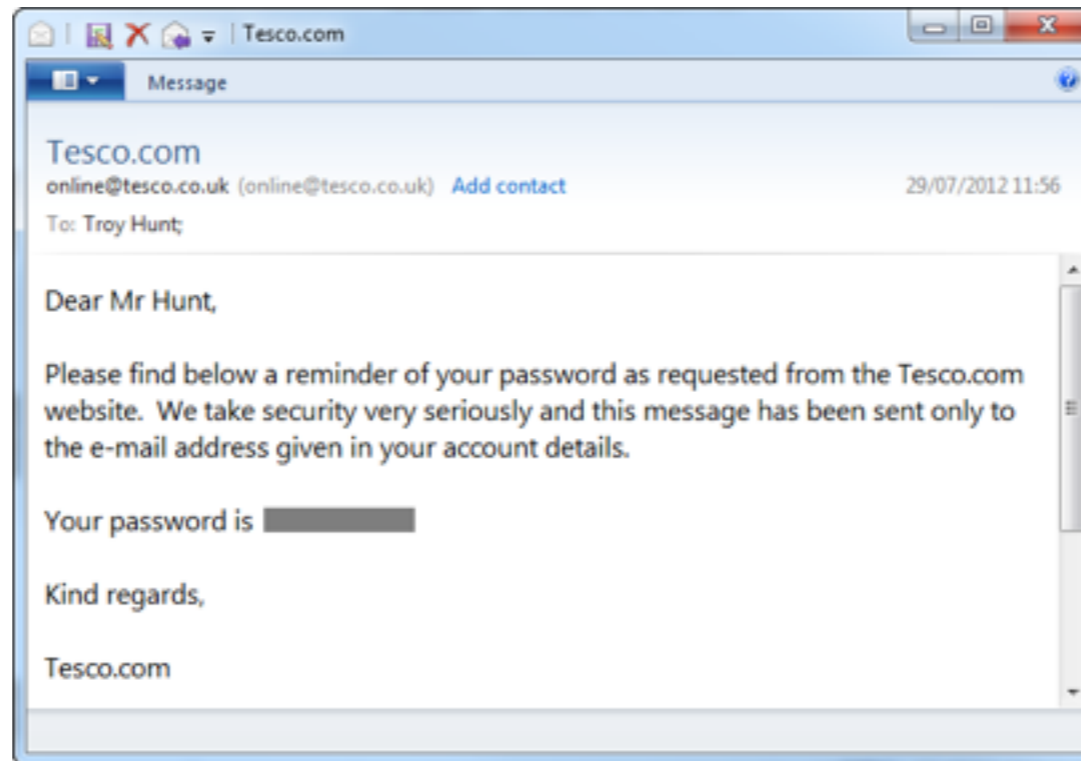 Tesco.com
Message
Tesco.com
online@tesco.co.uk (online@tesco.co.uk) Add contact 29/07/2012 11:56
To: Troy Hunt;
Dear Mr Hunt,
Please find below a reminder of your password as requested from the Tesco.com
website. We take security very seriously and this message has been sent only to
the e-mail address given in your account details.
Your password is
Kind regards,
Tesco.com